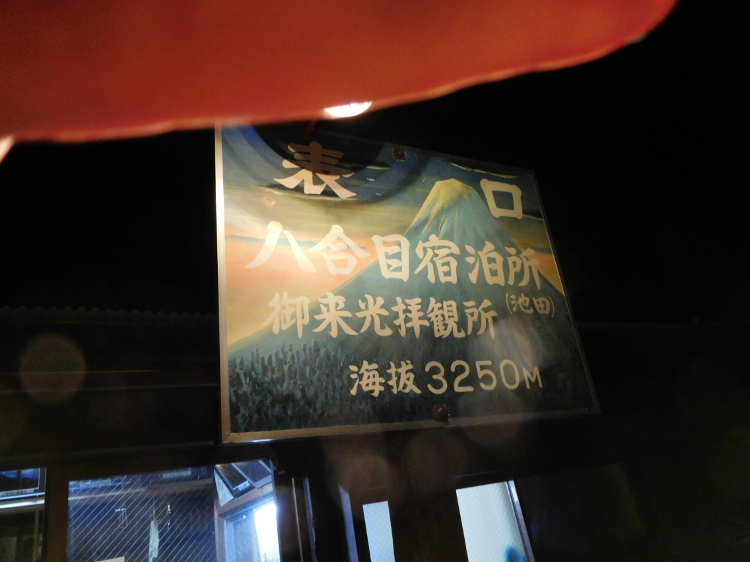 表 口
八合目宿泊所
(池田)
御来光拝観所
海抜3250M